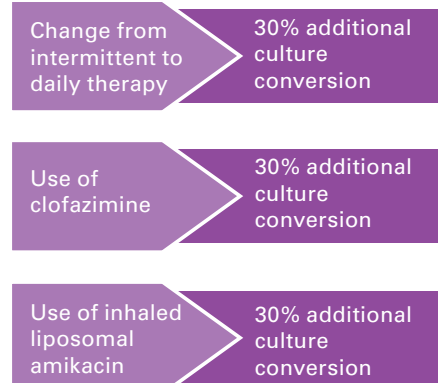 Change from
intermittent to
daily therapy
30% additional
culture
conversion
Use of
clofazimine
30% additional
culture
conversion
Use of inhaled
liposomal
amikacin
30% additional
culture
conversion